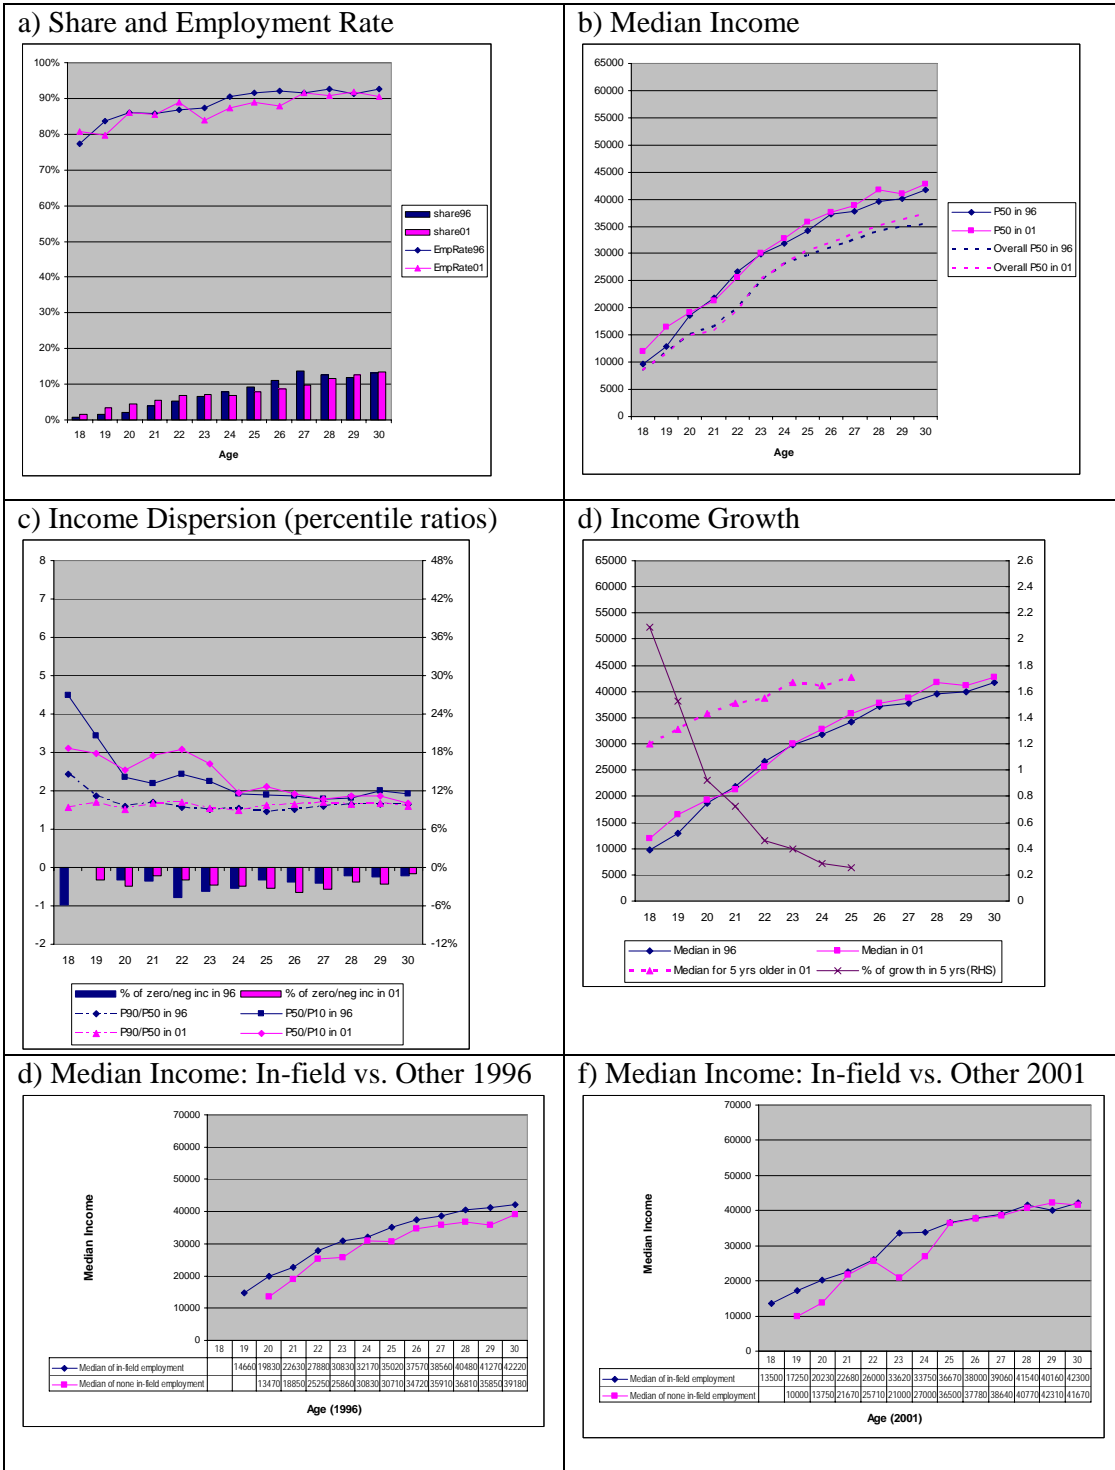 a) Share and Employment Rate
100%
90%
80%
70%
60%
50%
40%
30%
20%
10%
0%
18 19 20 21 22 23 24 25 26 27 28 29 30
Age
share96
share01
EmpRate96
EmpRate01
b) Median Income
65000
60000
55000
50000
45000
40000
35000
30000
25000
20000
15000
10000
5000
0
18 19 20 21 22 23 24 25 26 27 28 29 30
Age
P50 in 96
P50 in 01
Overall P50 in 96
Overall P50 in 01
c) Income Dispersion (percentile ratios)
8 48%
7 42%
6 36%
5 30%
4 24%
3 18%
2 12%
1 6%
0 0%
-1 -6%
-2 -12%
18 19 20 21 22 23 24 25 26 27 28 29 30
% of zero/neg inc in 96 % of zero/neg inc in 01
P90/P50 in 96 P50/P10 in 96
P90/P50 in 01 P50/P10 in 01
d) Income Growth
65000 2.6
60000 2.4
55000 2.2
50000 2
45000 1.8
40000 1.6
35000 1.4
30000 1.2
25000 1
20000 0.8
15000 0.6
10000 0.4
5000 0.2
0 0
18 19 20 21 22 23 24 25 26 27 28 29 30
Median in 96 Median in 01
Median for 5 yrs older in 01 % of growth in 5 yrs(RHS)
d) Median Income: In-field vs. Other 1996
70000
60000
50000
40000
30000
20000
10000
0
Median Income
18 19 20 21 22 23 24 25 26 27 28 29 30
Median of in-field employment 14660 19830 22630 27880 30830 32170 35020 37570 38560 40480 41270 42220
Median of none in-field employment 13470 18850 25250 25860 30830 30710 34720 35910 36810 35850 39180
Age (1996)
f) Median Income: In-field vs. Other 2001
70000
60000
50000
40000
30000
20000
10000
0
Median Income
18 19 20 21 22 23 24 25 26 27 28 29 30
Median of in-field employment 13500 17250 20230 22680 26000 33620 33750 36670 38000 39060 41540 40160 42300
Median of none in-field employment 10000 13750 21670 25710 21000 27000 36500 37780 38640 40770 42310 41670
Age (2001)